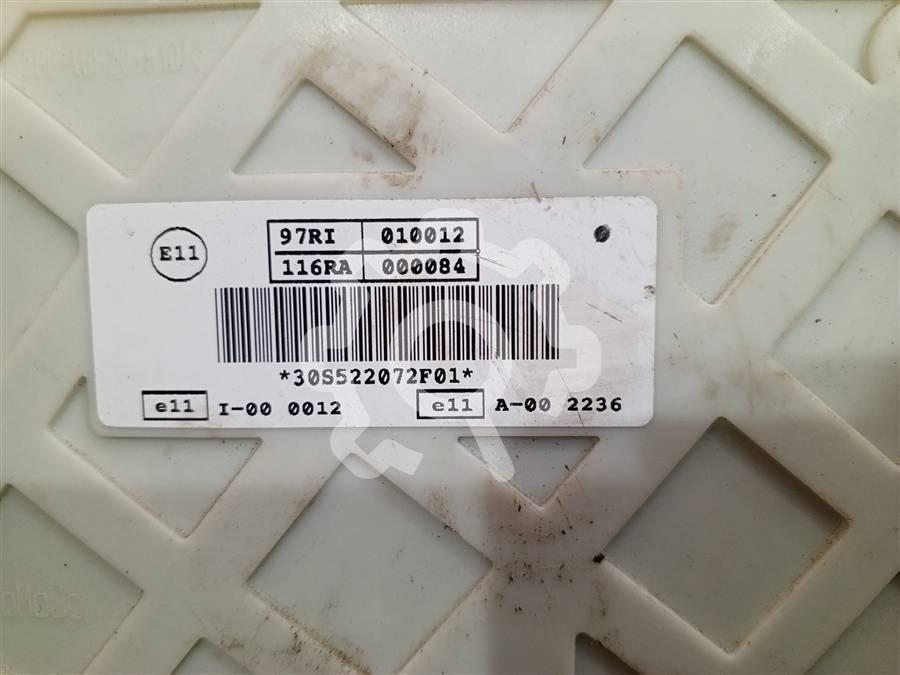 E11
97RI 010012
116RA 000084
*30S522072F01*
e11 I-00 0012 e11 A-00 2236